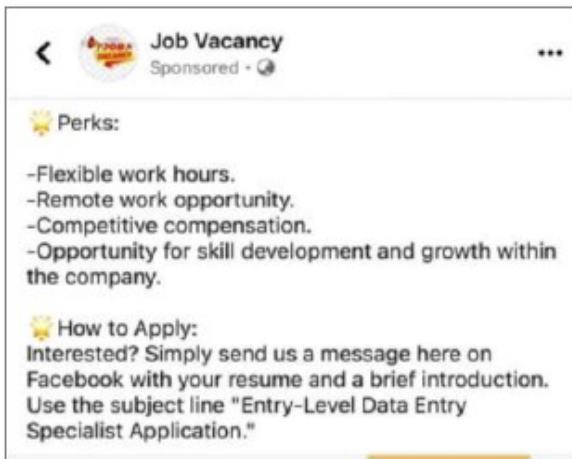 Job Vacancy
Sponsored ·
Perks:
-Flexible work hours.
-Remote work opportunity.
-Competitive compensation.
-Opportunity for skill development and growth within
the company.
How to Apply:
Interested? Simply send us a message here on
Facebook with your resume and a brief introduction.
Use the subject line "Entry-Level Data Entry
Specialist Application."